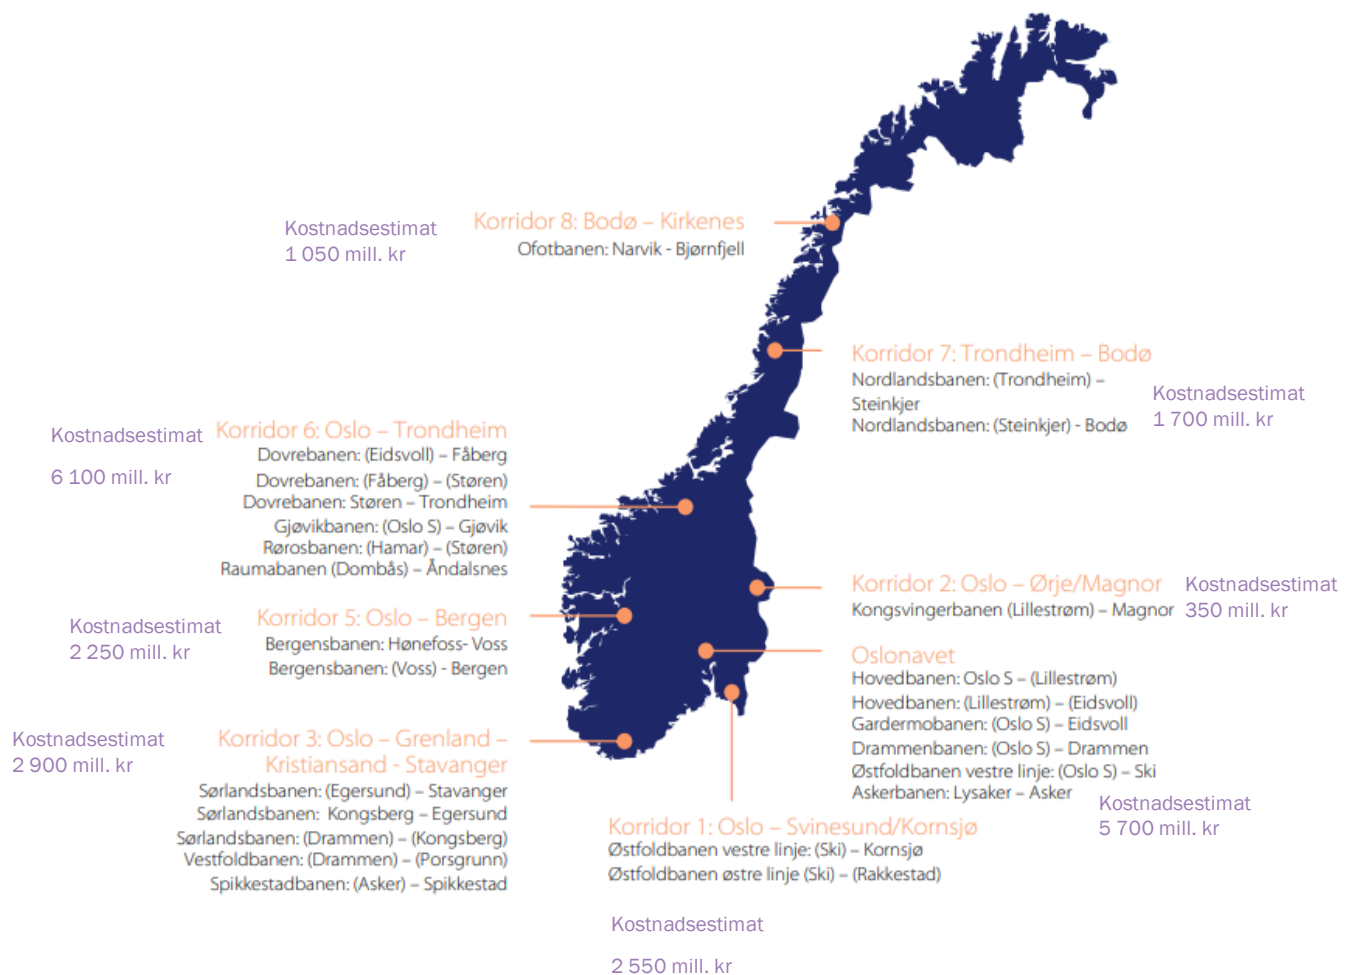 Kostnadsestimat
1 050 mill. kr
Korridor 8: Bodø – Kirkenes
Ofotbanen: Narvik - Bjørnfjell
Korridor 7: Trondheim – Bodø
Nordlandsbanen: (Trondheim) –
Steinkjer
Nordlandsbanen: (Steinkjer) - Bodø
Kostnadsestimat
1 700 mill. kr
Kostnadsestimat
6 100 mill. kr
Korridor 6: Oslo – Trondheim
Dovrebanen: (Eidsvoll) – Fåberg
Dovrebanen: (Fåberg) – (Støren)
Dovrebanen: Støren – Trondheim
Gjøvikbanen: (Oslo S) – Gjøvik
Rørosbanen: (Hamar) – (Støren)
Raumabanen (Dombås) – Åndalsnes
Korridor 2: Oslo – Ørje/Magnor
Kongsvingerbanen (Lillestrøm) – Magnor
Kostnadsestimat
350 mill. kr
Kostnadsestimat
2 250 mill. kr
Korridor 5: Oslo – Bergen
Bergensbanen: Hønefoss- Voss
Bergensbanen: (Voss) - Bergen
Oslonavet
Hovedbanen: Oslo S – (Lillestrøm)
Hovedbanen: (Lillestrøm) – (Eidsvoll)
Gardermobanen: (Oslo S) – Eidsvoll
Drammenbanen: (Oslo S) – Drammen
Østfoldbanen vestre linje: (Oslo S) – Ski
Askerbanen: Lysaker – Asker
Kostnadsestimat
5 700 mill. kr
Kostnadsestimat
2 900 mill. kr
Korridor 3: Oslo – Grenland –
Kristiansand - Stavanger
Sørlandsbanen: (Egersund) – Stavanger
Sørlandsbanen: Kongsberg – Egersund
Sørlandsbanen: (Drammen) – (Kongsberg)
Vestfoldbanen: (Drammen) – (Porsgrunn)
Spikkestadbanen: (Asker) – Spikkestad
Korridor 1: Oslo – Svinesund/Kornsjø
Østfoldbanen vestre linje: (Ski) – Kornsjø
Østfoldbanen østre linje (Ski) – (Rakkestad)
Kostnadsestimat
2 550 mill. kr